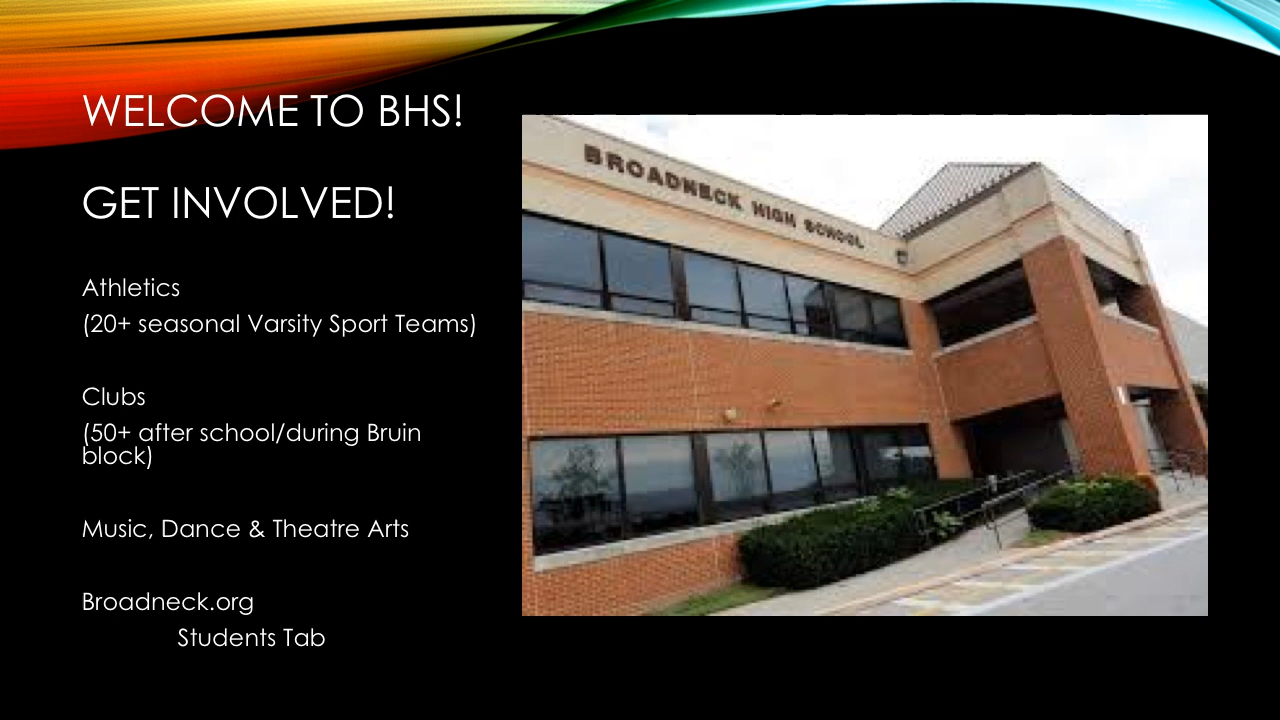 WELCOME TO BHS!
GET INVOLVED!
Athletics
(20+ seasonal Varsity Sport Teams)
Clubs
(50+ after school/during Bruin
block)
Music, Dance & Theatre Arts
Broadneck.org
Students Tab
BROADNECK HIGH SCHOOL